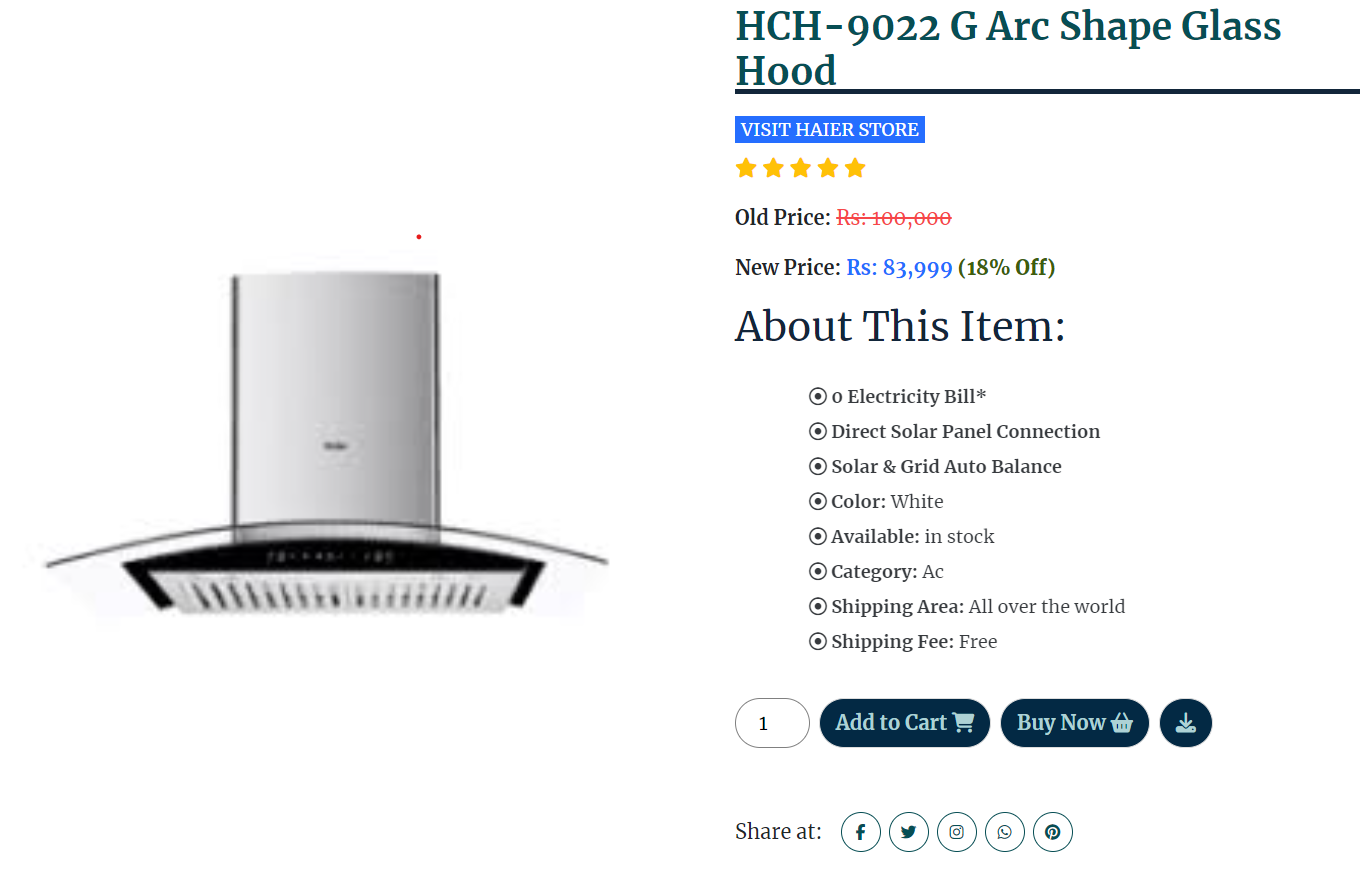 HCH-9022 G Arc Shape Glass
Hood
VISIT HAIER STORE
Old Price: Rs: 100,000
New Price: Rs: 83,999 (18% Off)
About This Item:
0 Electricity Bill*
Direct Solar Panel Connection
Solar & Grid Auto Balance
Color: White
Available: in stock
Category: Ac
Shipping Area: All over the world
Shipping Fee: Free
1 Add to Cart Buy Now
Share at: